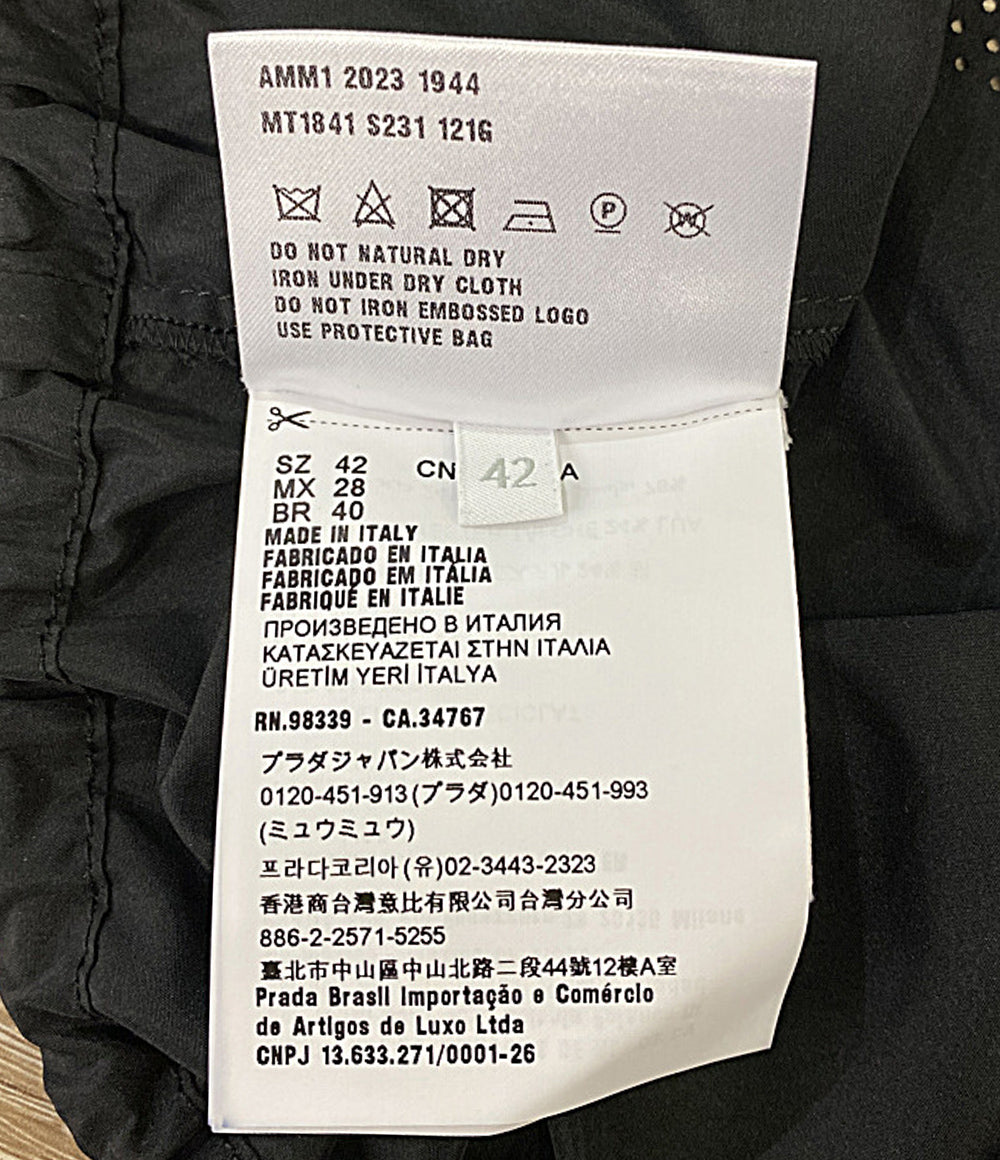 AMM1 2023 1944
MT1841 S231 121G
P
W
DO NOT NATURAL DRY
IRON UNDER DRY CLOTH
DO NOT IRON EMBOSSED LOGO
USE PROTECTIVE BAG
SZ 42 CN 42 A
MX 28
BR 40
MADE IN ITALY
FABRICADO EN ITALIA
FABRICADO EM ITÁLIA
FABRIQUÉ EN ITALIE
ПРОИЗВЕДЕНО В ИТАЛИЯ
ΚΑΤΑΣΚΕΥΑΖΕΤΑΙ ΣΤΗΝ ΙΤΑΛΙΑ
ÜRETİM YERİ İTALYA
RN.98339 - CA.34767
プラダジャパン株式会社
0120-451-913(プラダ)0120-451-993
(ミュウミュウ)
프라다코리아(유)02-3443-2323
香港商台灣意比有限公司台灣分公司
886-2-2571-5255
臺北市中山區中山北路二段44號12樓A室
Prada Brasil Importação e Comércio
de Artigos de Luxo Ltda
CNPJ 13.633.271/0001-26